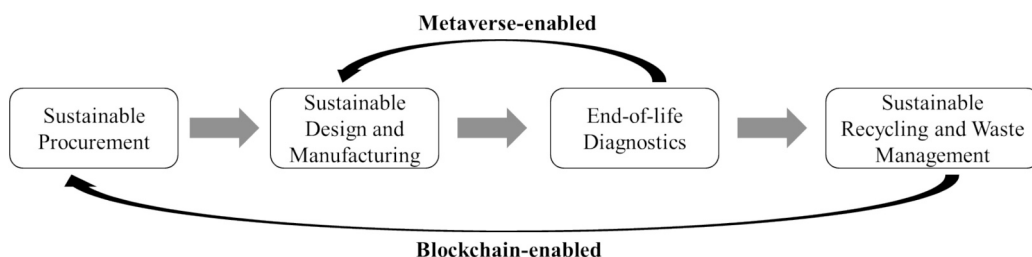 Metaverse-enabled
Sustainable
Procurement
Sustainable
Design and
Manufacturing
End-of-life
Diagnostics
Sustainable
Recycling and Waste
Management
Blockchain-enabled